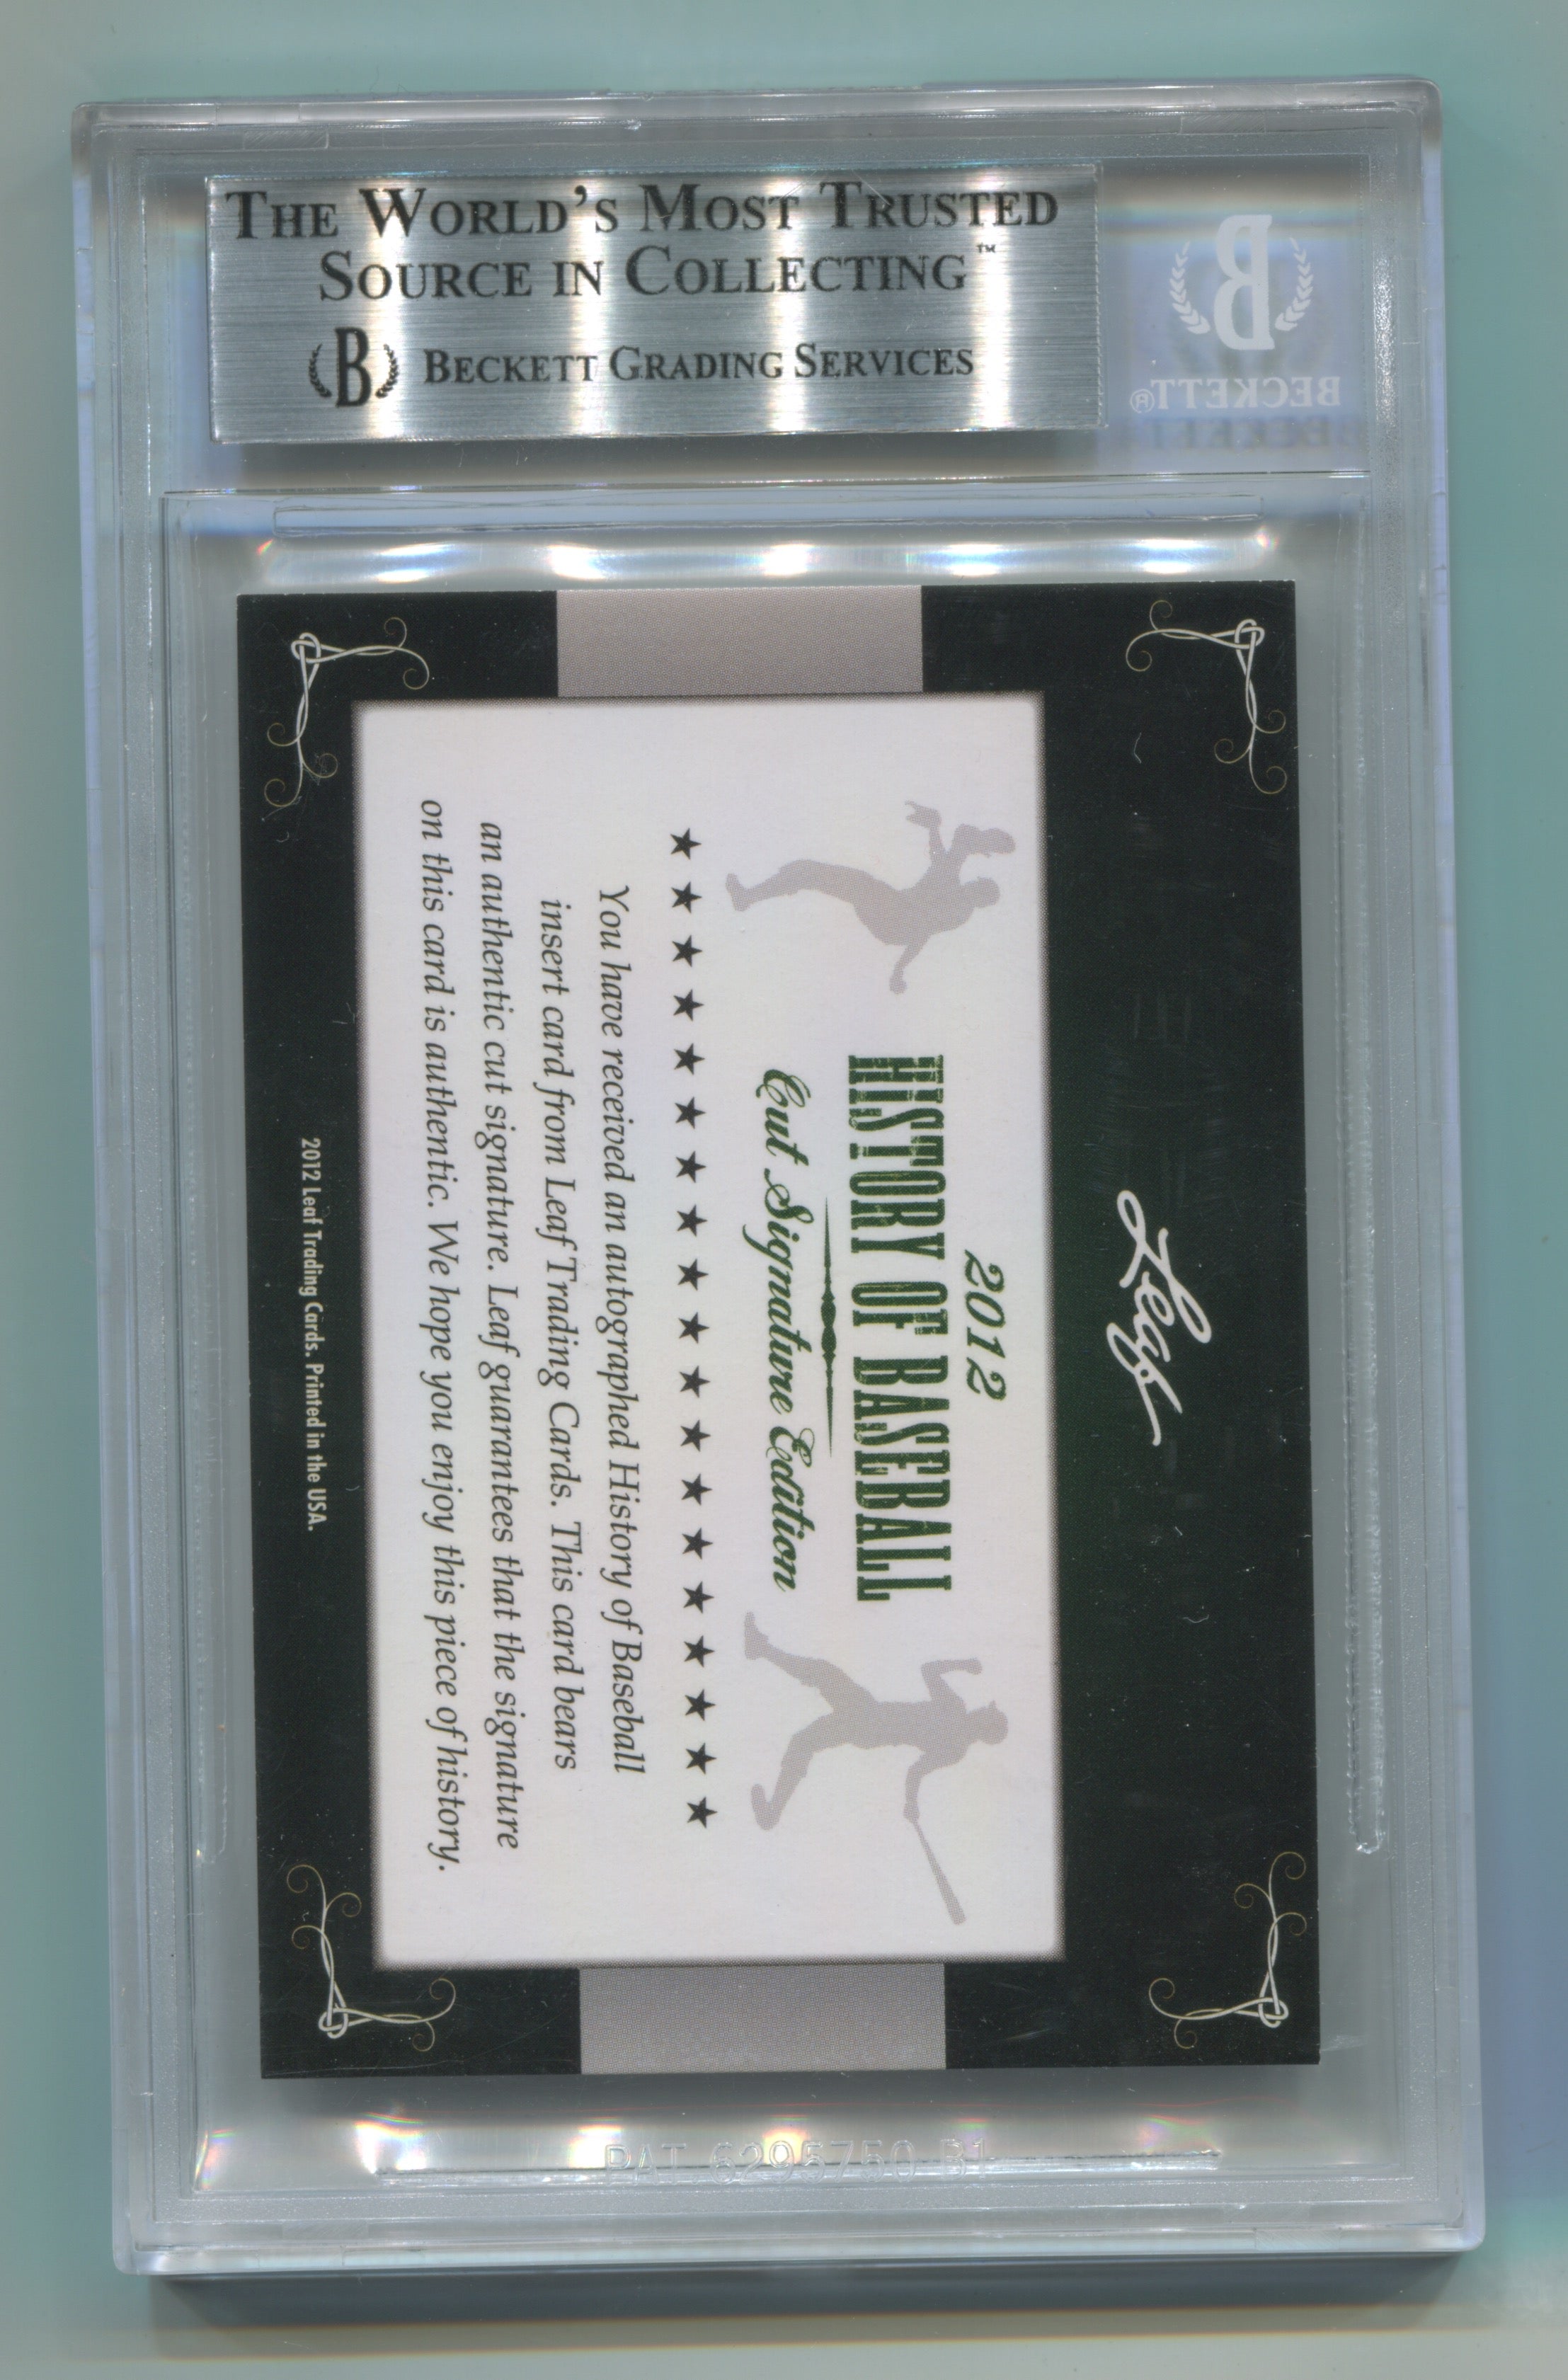 THE WORLD'S MOST TRUSTED
SOURCE IN COLLECTING™
B BECKETT GRADING SERVICES
B
BECKETT®
Leaf
2012
HISTORY OF BASEBALL
Cut Signature Edition
You have received an autographed History of Baseball
insert card from Leaf Trading Cards. This card bears
an authentic cut signature. Leaf guarantees that the signature
on this card is authentic. We hope you enjoy this piece of history.
2012 Leaf Trading Cards. Printed in the USA.
PAT. 6295750 B1